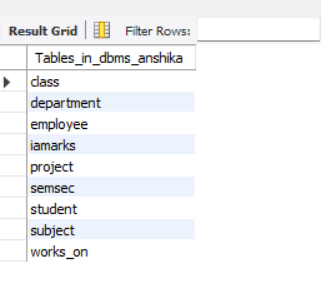 Result Grid Filter Rows:
Tables_in_dbms_anshika
class
department
employee
iamarks
project
semsec
student
subject
works_on